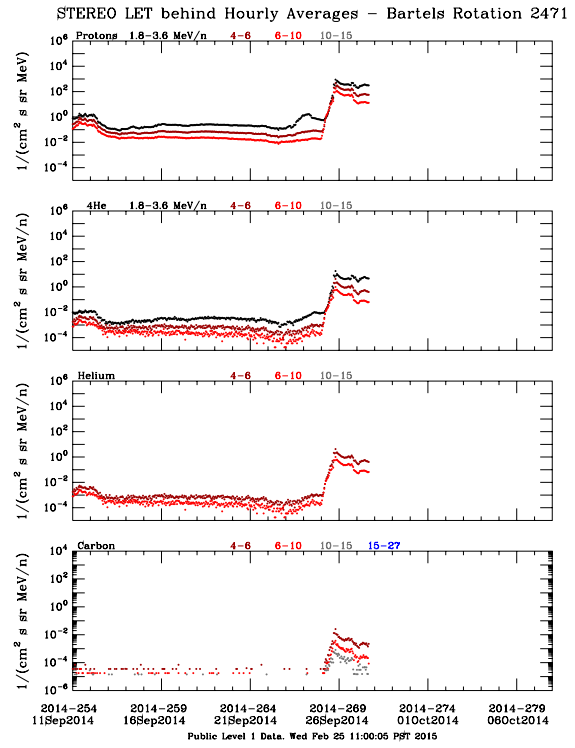 STEREO LET behind Hourly Averages − Bartels Rotation 2471
Protons 1.8−3.6 MeV/n 4−6 6−10 10−15
10^6
10^4
10^2
10^0
10^−2
10^−4
1/(cm^2 s sr MeV)
4He 1.8−3.6 MeV/n 4−6 6−10 10−15
10^6
10^4
10^2
10^0
10^−2
10^−4
1/(cm^2 s sr MeV/n)
Helium 4−6 6−10 10−15
10^6
10^4
10^2
10^0
10^−2
10^−4
1/(cm^2 s sr MeV/n)
Carbon 4−6 6−10 10−15 15−27
10^4
10^2
10^0
10^−2
10^−4
10^−6
1/(cm^2 s sr MeV/n)
2014−254 2014−259 2014−264 2014−269 2014−274 2014−279
11Sep2014 16Sep2014 21Sep2014 26Sep2014 01Oct2014 06Oct2014
Public Level 1 Data. Wed Feb 25 11:00:05 PST 2015